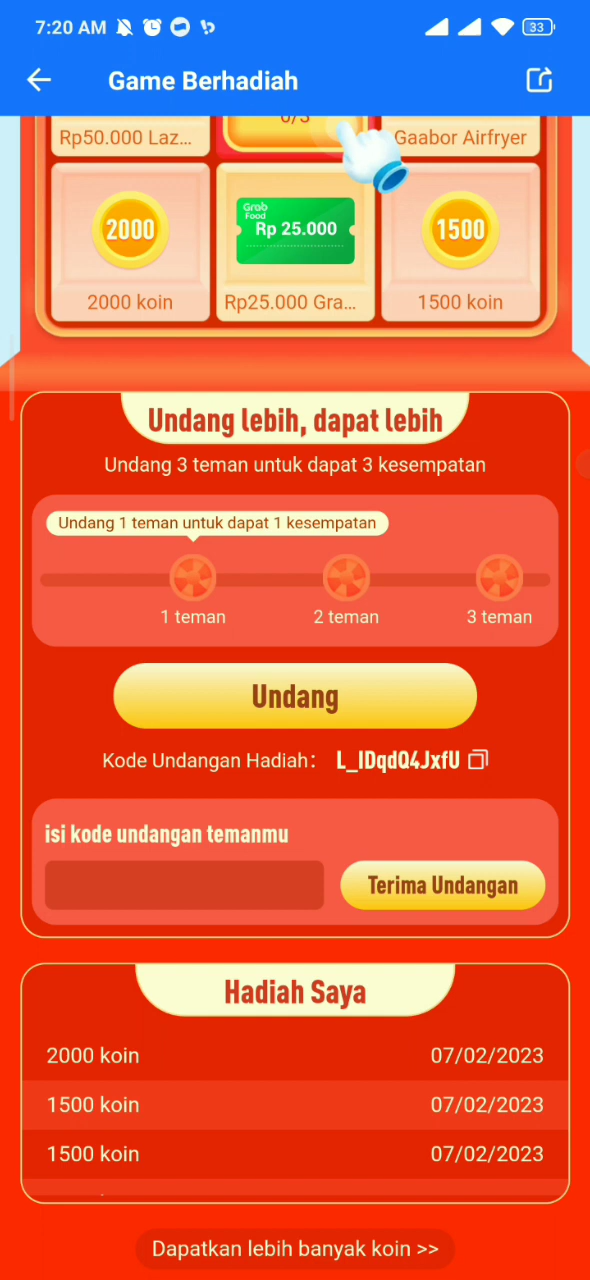 7:20 AM
33
Game Berhadiah
0/3
Rp50.000 Laz...
Gaabor Airfryer
2000
Grab
Food
Rp 25.000
1500
2000 koin
Rp25.000 Gra...
1500 koin
Undang lebih, dapat lebih
Undang 3 teman untuk dapat 3 kesempatan
Undang 1 teman untuk dapat 1 kesempatan
1 teman
2 teman
3 teman
Undang
Kode Undangan Hadiah: L_IDqdQ4JxfU
isi kode undangan temanmu
Terima Undangan
Hadiah Saya
2000 koin 07/02/2023
1500 koin 07/02/2023
1500 koin 07/02/2023
Dapatkan lebih banyak koin >>